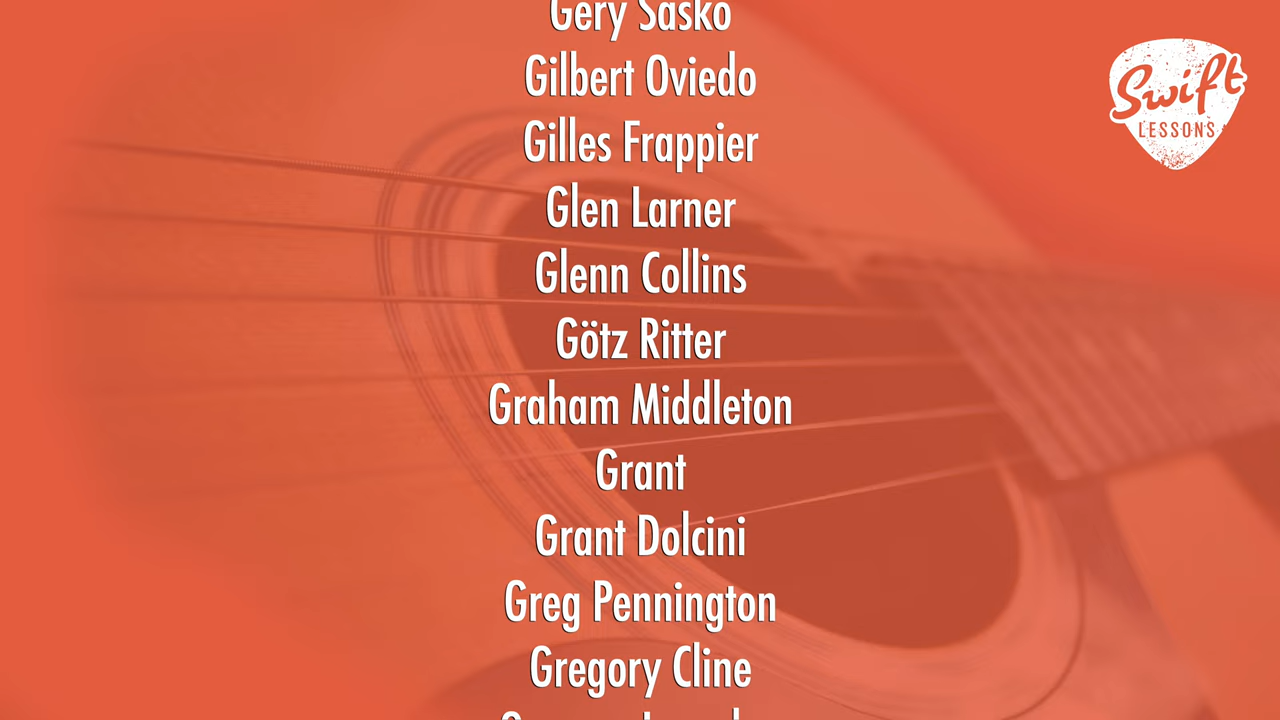 Gery Sasko
Gilbert Oviedo
Gilles Frappier
Glen Larner
Glenn Collins
Götz Ritter
Graham Middleton
Grant
Grant Dolcini
Greg Pennington
Gregory Cline
Swift
LESSONS